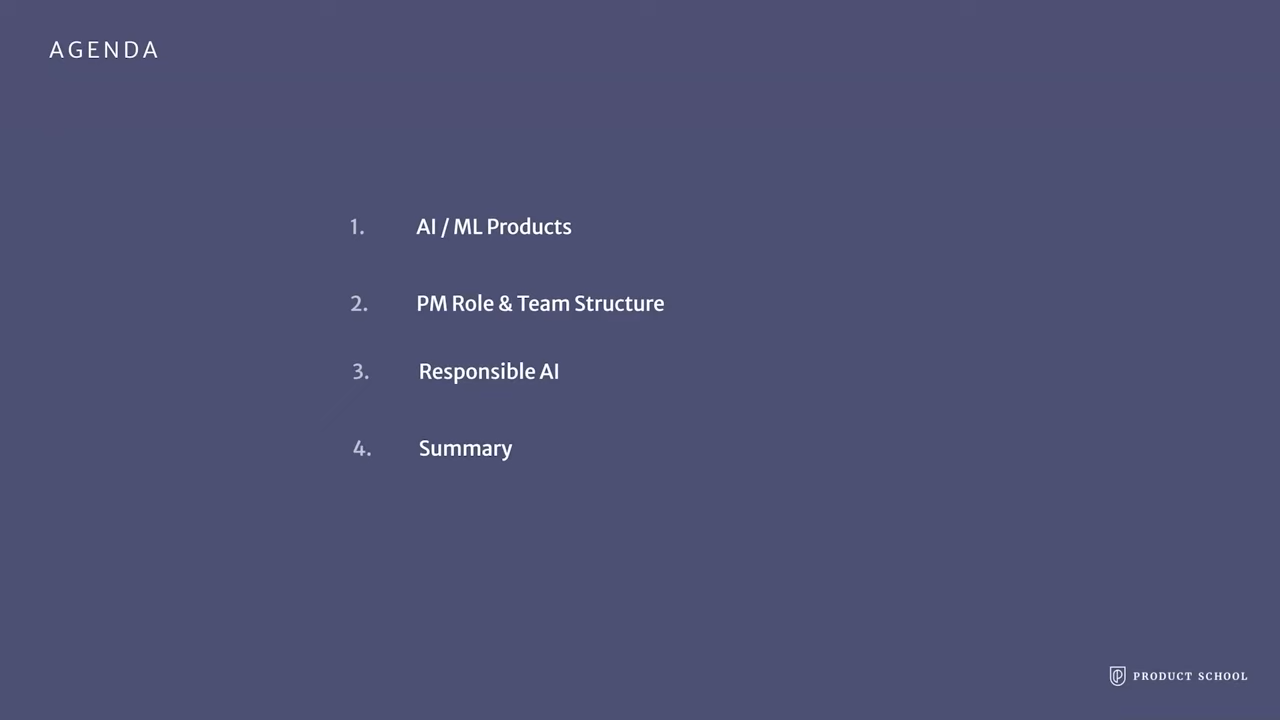 AGENDA
1. AI / ML Products
2. PM Role & Team Structure
3. Responsible AI
4. Summary
PRODUCT SCHOOL